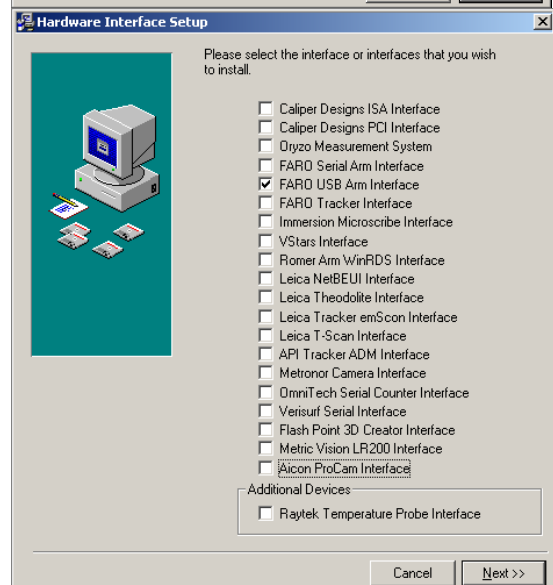 Hardware Interface Setup
Please select the interface or interfaces that you wish
to install.
Caliper Designs ISA Interface
Caliper Designs PCI Interface
Oryzo Measurement System
FARO Serial Arm Interface
FARO USB Arm Interface
FARO Tracker Interface
Immersion Microscribe Interface
VStars Interface
Romer Arm WinRDS Interface
Leica NetBEUI Interface
Leica Theodolite Interface
Leica Tracker emScon Interface
Leica T-Scan Interface
API Tracker ADM Interface
Metronor Camera Interface
OmniTech Serial Counter Interface
Verisurf Serial Interface
Flash Point 3D Creator Interface
Metric Vision LR200 Interface
Aicon ProCam Interface
Additional Devices
Raytek Temperature Probe Interface
Cancel
Next >>